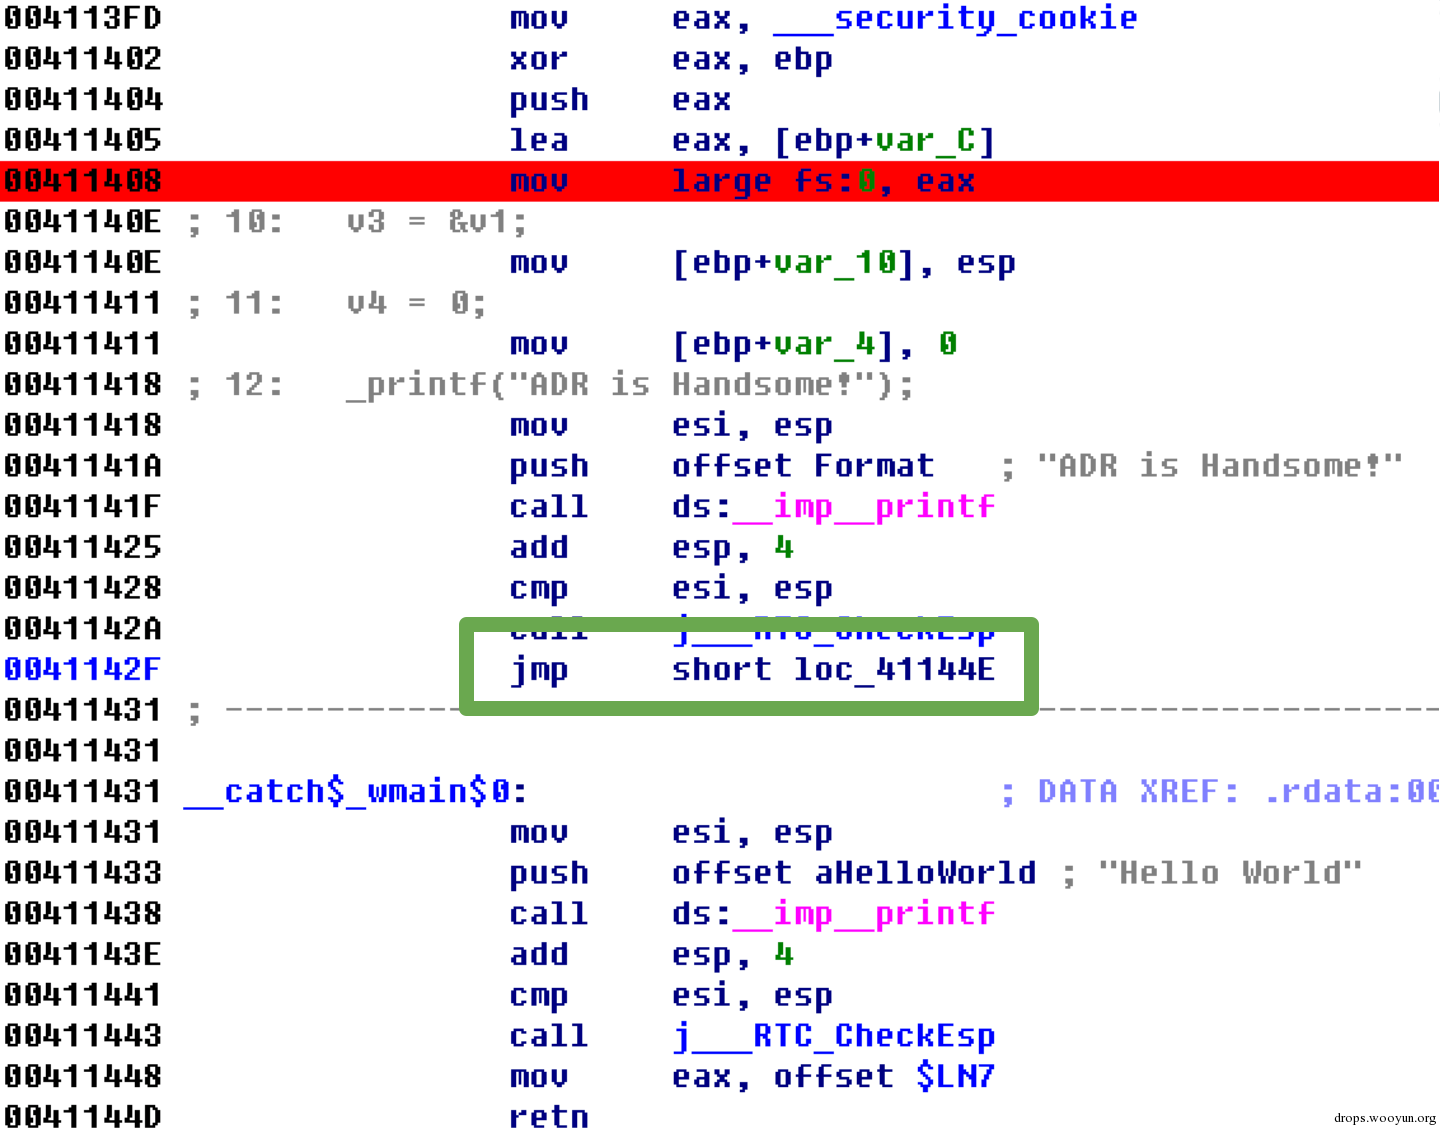 004113FD mov eax, ___security_cookie
00411402 xor eax, ebp
00411404 push eax
00411405 lea eax, [ebp+var_C]
00411408 mov large fs:0, eax
0041140E ; 10: v3 = &v1;
0041140E mov [ebp+var_10], esp
00411411 ; 11: v4 = 0;
00411411 mov [ebp+var_4], 0
00411418 ; 12: _printf("ADR is Handsome!");
00411418 mov esi, esp
0041141A push offset Format ; "ADR is Handsome!"
0041141F call ds:__imp__printf
00411425 add esp, 4
00411428 cmp esi, esp
0041142A call j___RTC_CheckEsp
0041142F jmp short loc_41144E
00411431 ; ---------------------------------------------------------------
00411431
00411431 __catch$_wmain$0: ; DATA XREF: .rdata:00
00411431 mov esi, esp
00411433 push offset aHelloWorld ; "Hello World"
00411438 call ds:__imp__printf
0041143E add esp, 4
00411441 cmp esi, esp
00411443 call j___RTC_CheckEsp
00411448 mov eax, offset $LN7
0041144D retn
drops.wooyun.org